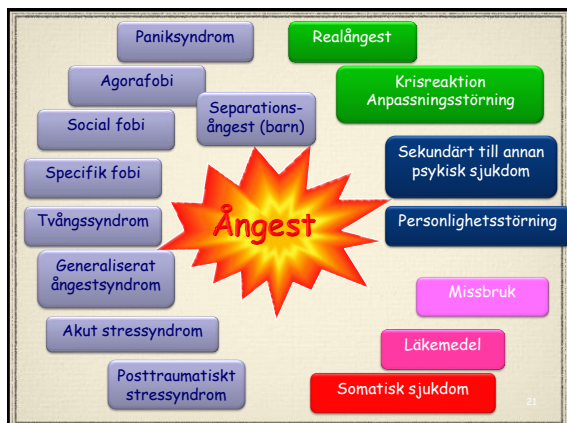 Paniksyndrom
Realångest
Agorafobi
Krisreaktion
Anpassningsstörning
Separations-
ångest (barn)
Social fobi
Sekundärt till annan
psykisk sjukdom
Specifik fobi
Ångest
Tvångssyndrom
Personlighetsstörning
Generaliserat
ångestsyndrom
Missbruk
Akut stressyndrom
Läkemedel
Posttraumatiskt
stressyndrom
Somatisk sjukdom
21